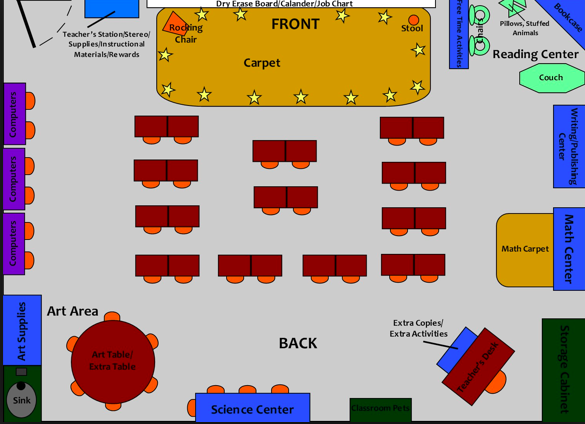 Dry Erase Board/Calander/Job Chart
FRONT
Rocking
Chair
Stool
Carpet
Teacher's Station/Stereo/
Supplies/Instructional
Materials/Rewards
Free Time Activities
Chairs
Pillows, Stuffed
Animals
Bookcase
Reading Center
Couch
Computers
Computers
Computers
Writing/Publishing
Center
Math Carpet
Math Center
Art Supplies
Art Area
Art Table/
Extra Table
Sink
BACK
Science Center
Extra Copies/
Extra Activities
Teacher's Desk
Classroom Pets
Storage Cabinet